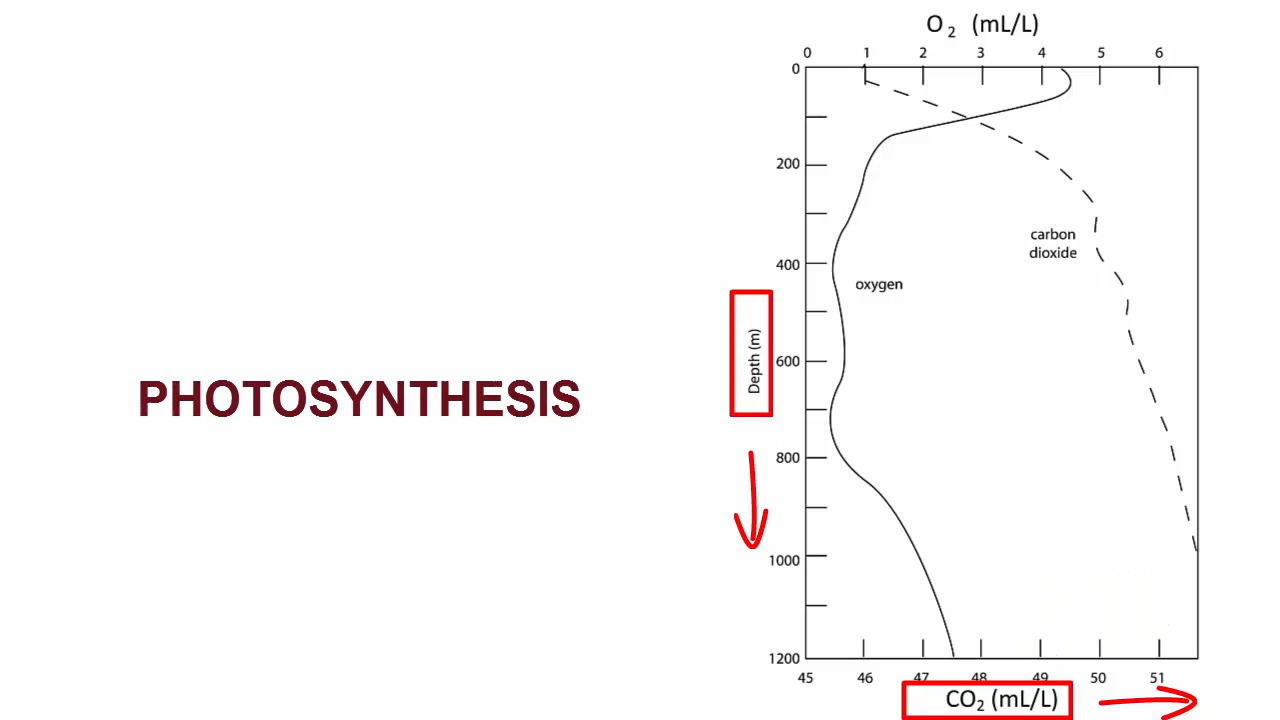 O2 (mL/L)
0 1 2 3 4 5 6
0
200
400
600
800
1000
1200
Depth (m)
carbon
dioxide
oxygen
PHOTOSYNTHESIS
45 46 47 48 49 50 51
CO2 (mL/L)